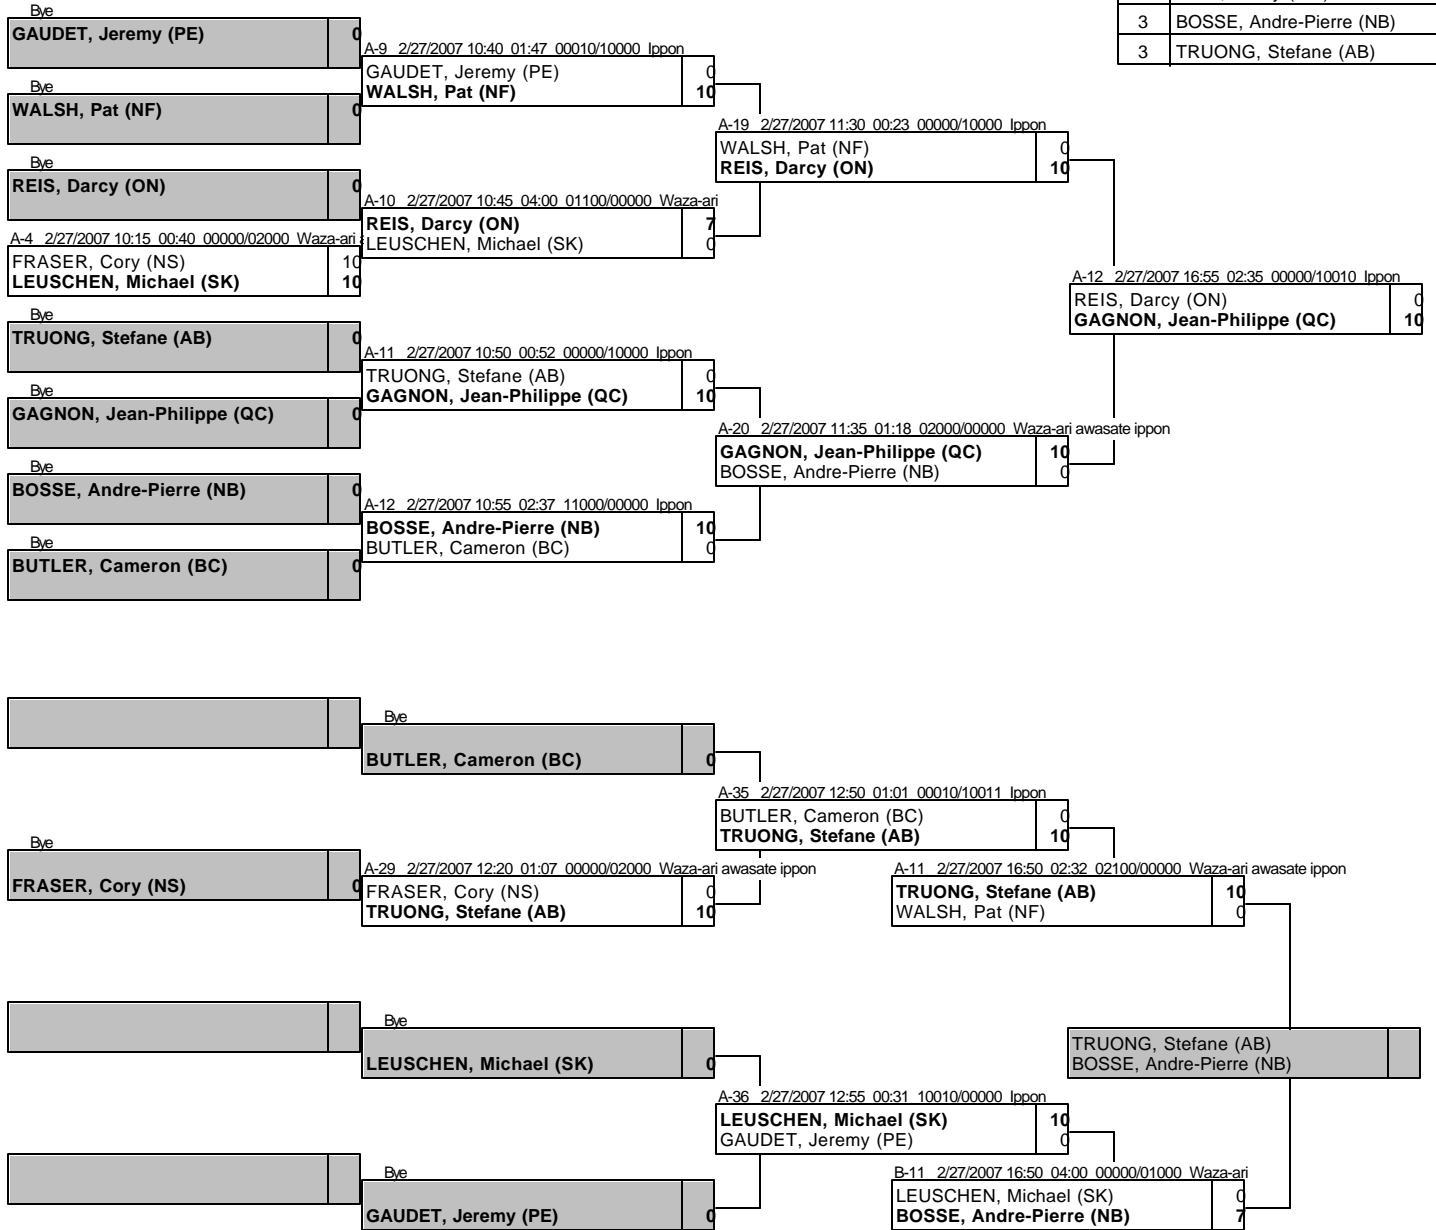 3 BOSSE, Andre-Pierre (NB)
3 TRUONG, Stefane (AB)
Bye
GAUDET, Jeremy (PE) 0
A-9 2/27/2007 10:40 01:47 00010/10000 Ippon
GAUDET, Jeremy (PE) 0
WALSH, Pat (NF) 10
Bye
WALSH, Pat (NF) 0
A-19 2/27/2007 11:30 00:23 00000/10000 Ippon
WALSH, Pat (NF) 0
REIS, Darcy (ON) 10
Bye
REIS, Darcy (ON) 0
A-10 2/27/2007 10:45 04:00 01100/00000 Waza-ari
REIS, Darcy (ON) 7
LEUSCHEN, Michael (SK) 0
A-4 2/27/2007 10:15 00:40 00000/02000 Waza-ari
FRASER, Cory (NS) 10
LEUSCHEN, Michael (SK) 10
A-12 2/27/2007 16:55 02:35 00000/10010 Ippon
REIS, Darcy (ON) 0
GAGNON, Jean-Philippe (QC) 10
Bye
TRUONG, Stefane (AB) 0
A-11 2/27/2007 10:50 00:52 00000/10000 Ippon
TRUONG, Stefane (AB) 0
GAGNON, Jean-Philippe (QC) 10
Bye
GAGNON, Jean-Philippe (QC) 0
A-20 2/27/2007 11:35 01:18 02000/00000 Waza-ari awasate ippon
GAGNON, Jean-Philippe (QC) 10
BOSSE, Andre-Pierre (NB) 0
Bye
BOSSE, Andre-Pierre (NB) 0
A-12 2/27/2007 10:55 02:37 11000/00000 Ippon
BOSSE, Andre-Pierre (NB) 10
BUTLER, Cameron (BC) 0
Bye
BUTLER, Cameron (BC) 0
Bye
BUTLER, Cameron (BC) 0
A-35 2/27/2007 12:50 01:01 00010/10011 Ippon
BUTLER, Cameron (BC) 0
TRUONG, Stefane (AB) 10
Bye
FRASER, Cory (NS) 0
A-29 2/27/2007 12:20 01:07 00000/02000 Waza-ari awasate ippon
FRASER, Cory (NS) 0
TRUONG, Stefane (AB) 10
A-11 2/27/2007 16:50 02:32 02100/00000 Waza-ari awasate ippon
TRUONG, Stefane (AB) 10
WALSH, Pat (NF) 0
Bye
LEUSCHEN, Michael (SK) 0
TRUONG, Stefane (AB)
BOSSE, Andre-Pierre (NB)
A-36 2/27/2007 12:55 00:31 10010/00000 Ippon
LEUSCHEN, Michael (SK) 10
GAUDET, Jeremy (PE) 0
Bye
GAUDET, Jeremy (PE) 0
B-11 2/27/2007 16:50 04:00 00000/01000 Waza-ari
LEUSCHEN, Michael (SK) 0
BOSSE, Andre-Pierre (NB) 7